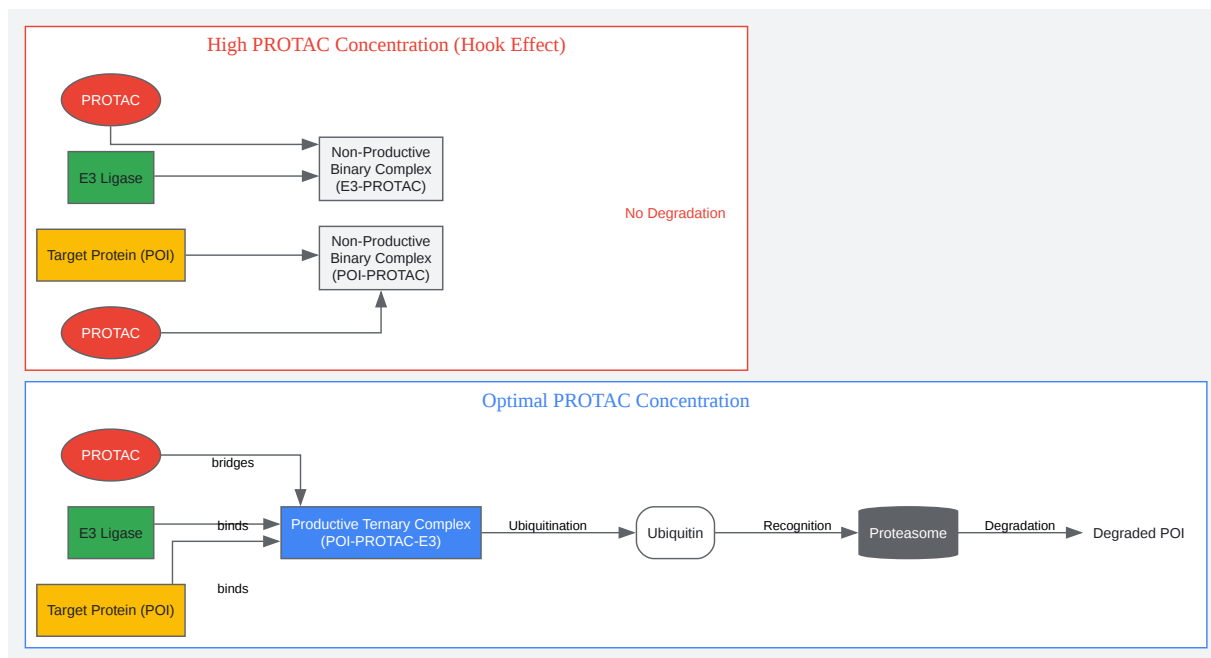 High PROTAC Concentration (Hook Effect)
PROTAC
E3 Ligase
Non-Productive
Binary Complex
(E3-PROTAC)
No Degradation
Target Protein (POI)
Non-Productive
Binary Complex
(POI-PROTAC)
PROTAC
Optimal PROTAC Concentration
PROTAC
bridges
E3 Ligase
binds
Productive Ternary Complex
(POI-PROTAC-E3)
Ubiquitination
Ubiquitin
Recognition
Proteasome
Degradation
Degraded POI
binds
Target Protein (POI)